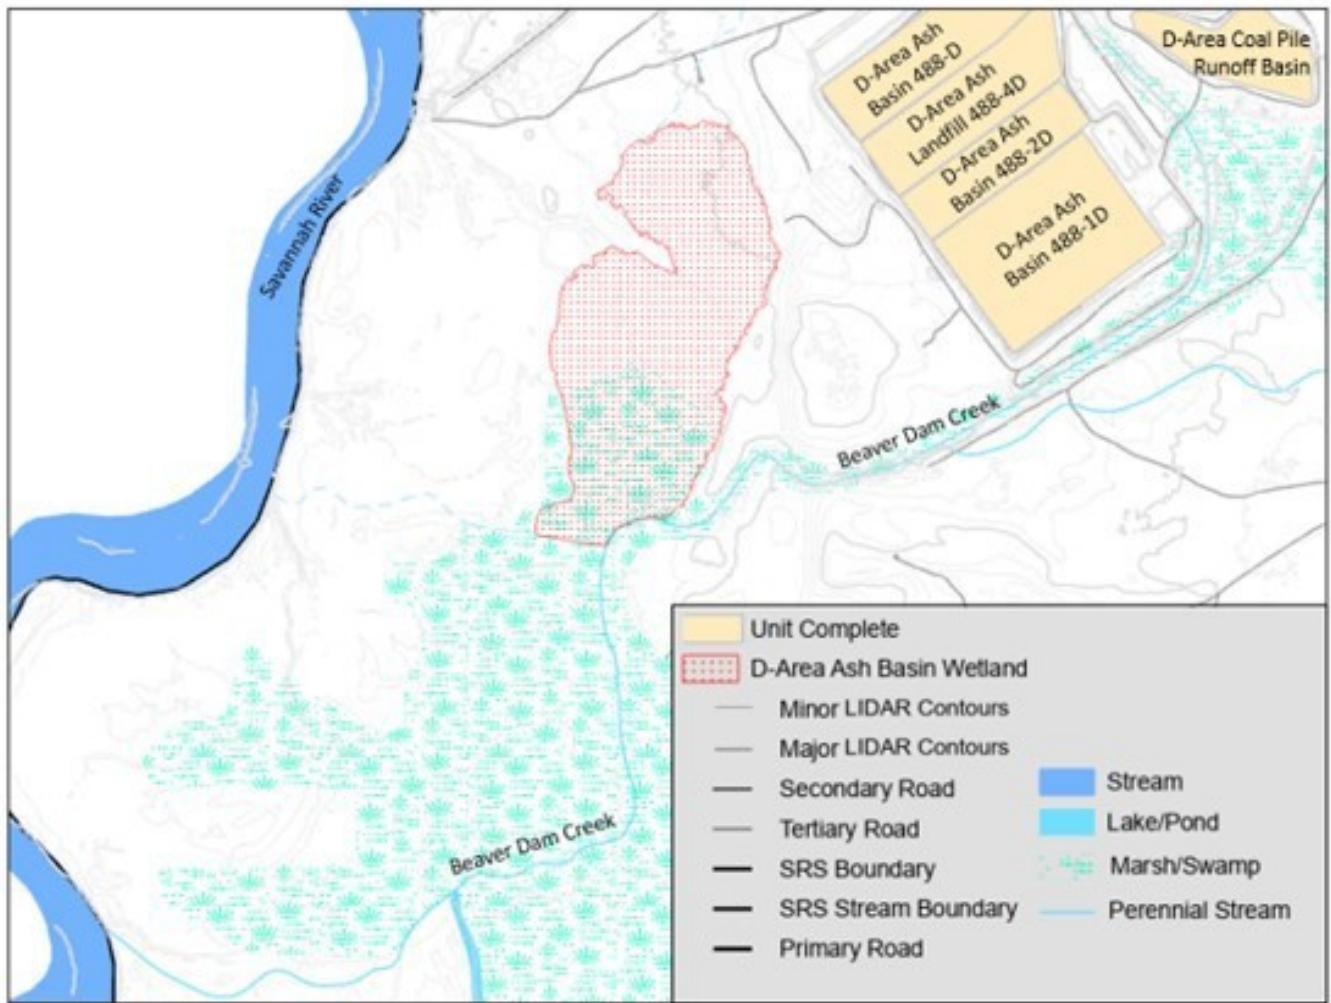 D-Area Ash
Basin 488-D
D-Area Ash
Landfill 488-4D
D-Area Ash
Basin 488-2D
D-Area Ash
Basin 488-1D
D-Area Coal Pile
Runoff Basin
Savannah River
Beaver Dam Creek
Beaver Dam Creek
Unit Complete
D-Area Ash Basin Wetland
Minor LIDAR Contours
Major LIDAR Contours
Secondary Road
Tertiary Road
SRS Boundary
SRS Stream Boundary
Primary Road
Stream
Lake/Pond
Marsh/Swamp
Perennial Stream